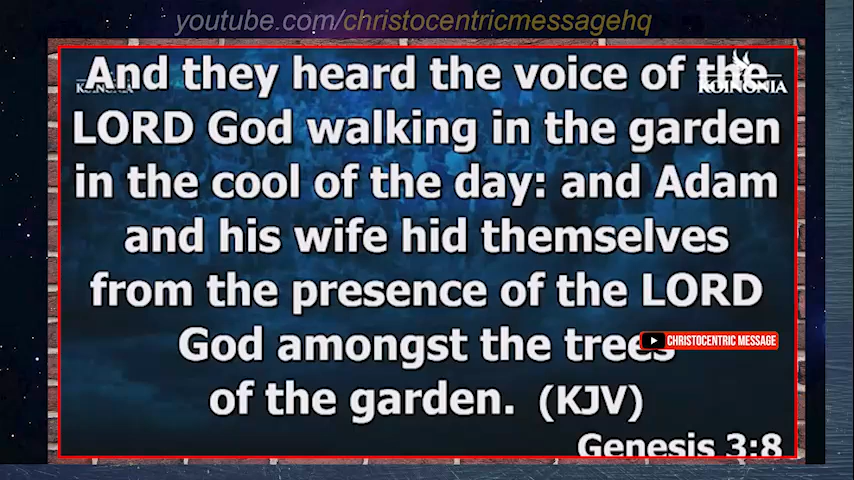 youtube.com/christocentricmessagehq
And they heard the voice of the
KOINONIA
KOINONIA
LORD God walking in the garden
in the cool of the day: and Adam
and his wife hid themselves
from the presence of the LORD
God amongst the trees
CHRISTOCENTRIC MESSAGE
of the garden. (KJV)
Genesis 3:8